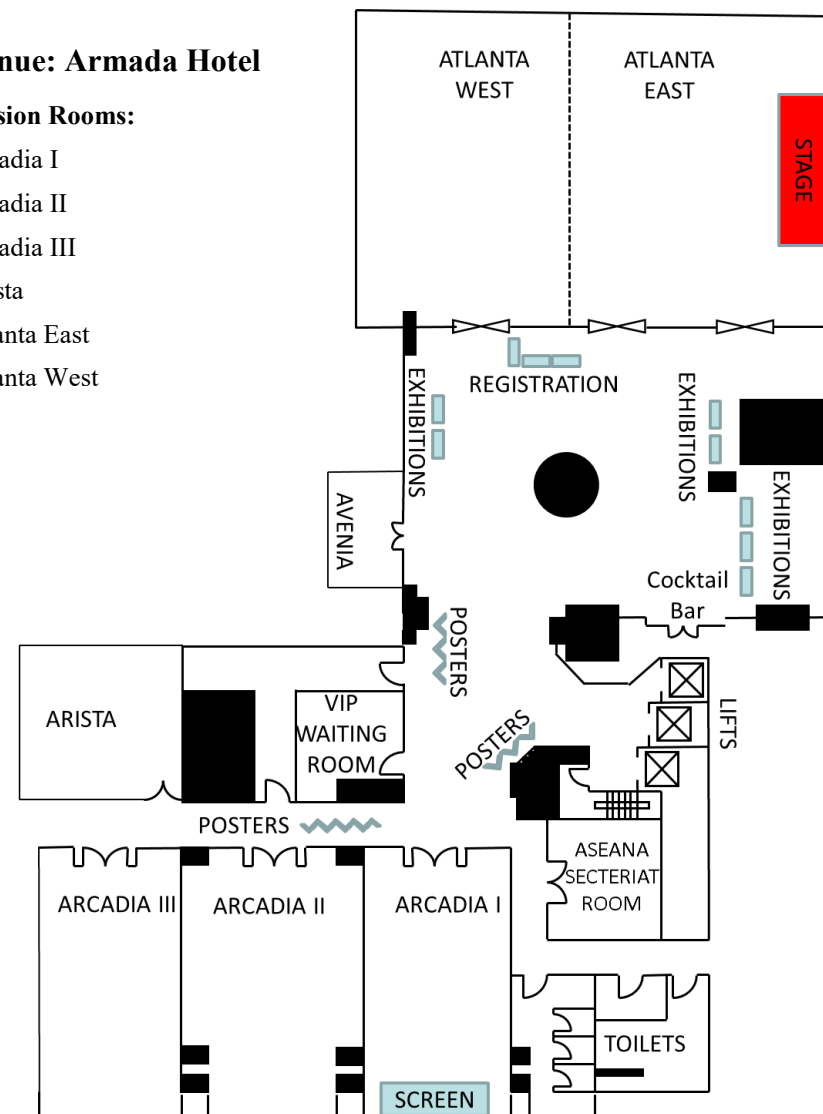 nue: Armada Hotel
sion Rooms:
adia I
adia II
adia III
sta
anta East
anta West
ATLANTA
WEST
ATLANTA
EAST
STAGE
REGISTRATION
EXHIBITIONS
EXHIBITIONS
EXHIBITIONS
AVENIA
Cocktail
Bar
POSTERS
ARISTA
VIP
WAITING
ROOM
LIFTS
POSTERS
POSTERS
ASEANA
SECTERIAT
ROOM
ARCADIA III
ARCADIA II
ARCADIA I
TOILETS
SCREEN